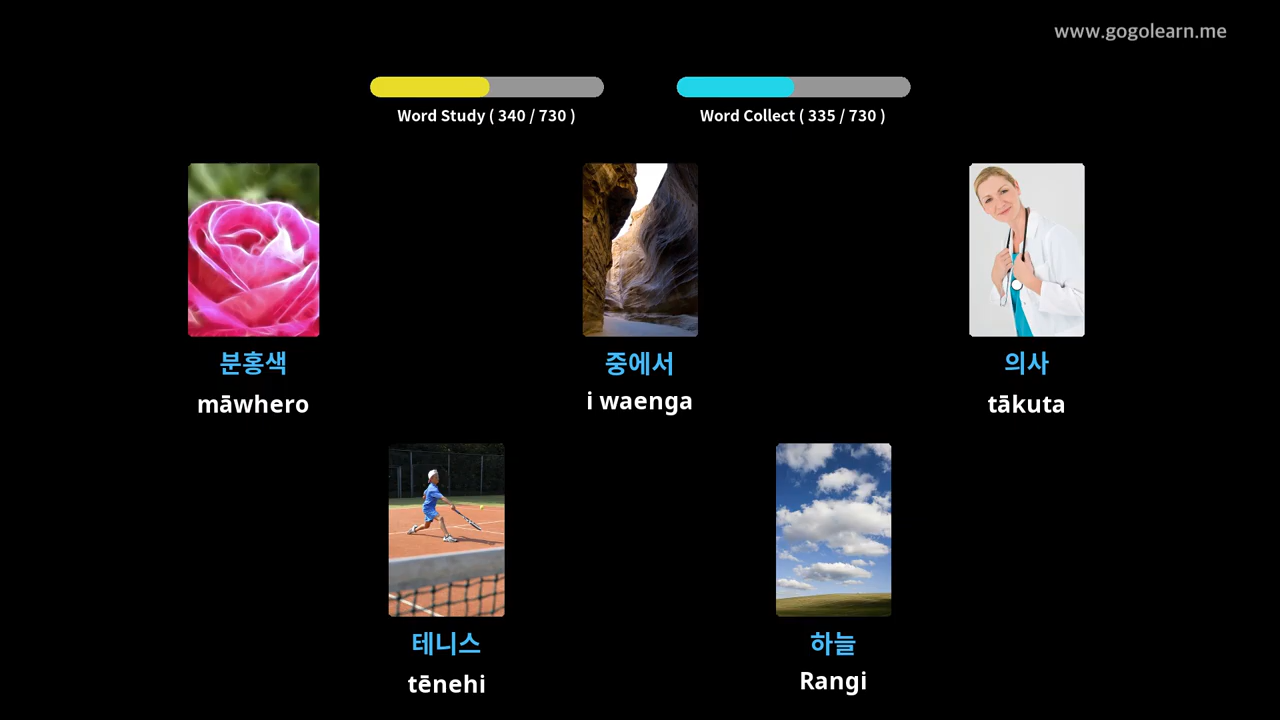 www.gogolearn.me
Word Study ( 340 / 730 )
Word Collect ( 335 / 730 )
분홍색
māwhero
중에서
i waenga
의사
tākuta
테니스
tēnehi
하늘
Rangi